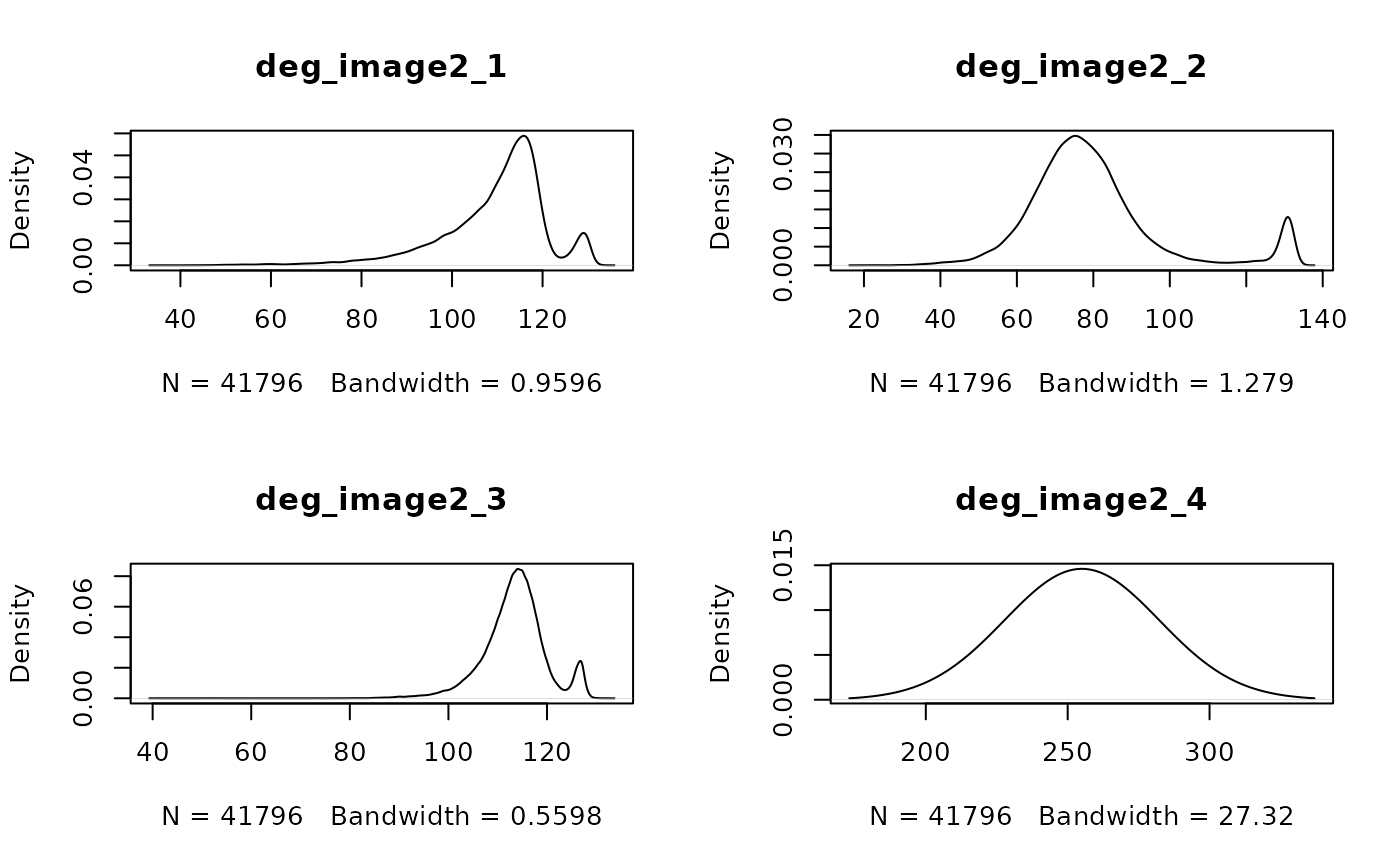 deg_image2_1
Density
0.00 0.04
40 60 80 100 120
N = 41796 Bandwidth = 0.9596
deg_image2_2
Density
0.000 0.030
20 40 60 80 100 140
N = 41796 Bandwidth = 1.279
deg_image2_3
Density
0.00 0.06
40 60 80 100 120
N = 41796 Bandwidth = 0.5598
deg_image2_4
Density
0.000 0.015
200 250 300
N = 41796 Bandwidth = 27.32